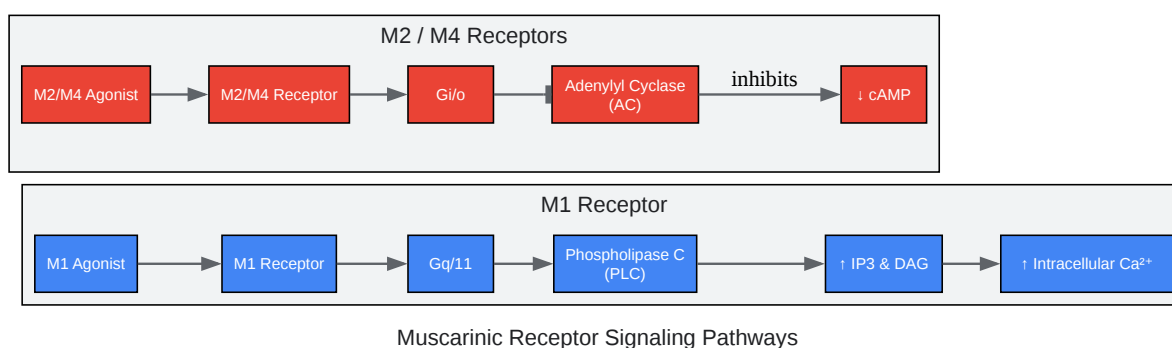 M2 / M4 Receptors
M2/M4 Agonist
M2/M4 Receptor
Gi/o
Adenylyl Cyclase
(AC)
inhibits
↓ cAMP
M1 Receptor
M1 Agonist
M1 Receptor
Gq/11
Phospholipase C
(PLC)
↑ IP3 & DAG
↑ Intracellular Ca²⁺
Muscarinic Receptor Signaling Pathways